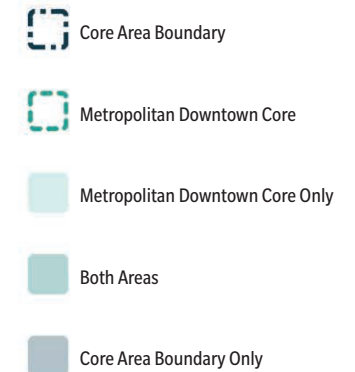 Core Area Boundary
Metropolitan Downtown Core
Metropolitan Downtown Core Only
Both Areas
Core Area Boundary Only